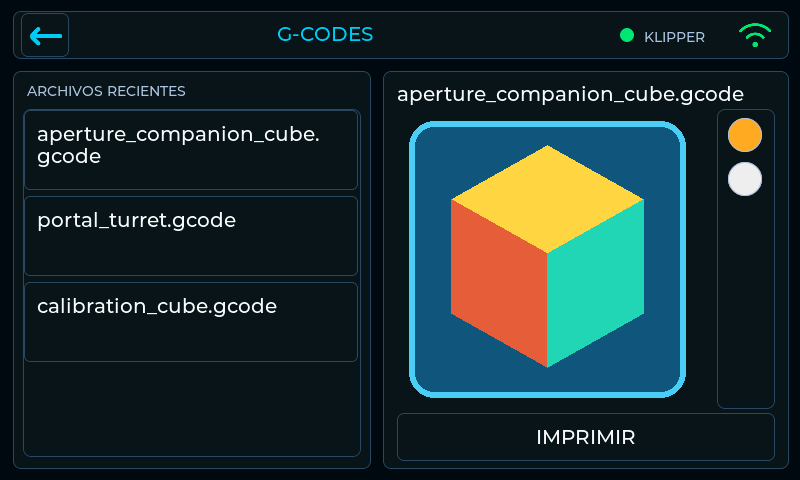 G-CODES
KLIPPER
ARCHIVOS RECIENTES
aperture_companion_cube.
gcode
portal_turret.gcode
calibration_cube.gcode
aperture_companion_cube.gcode
IMPRIMIR